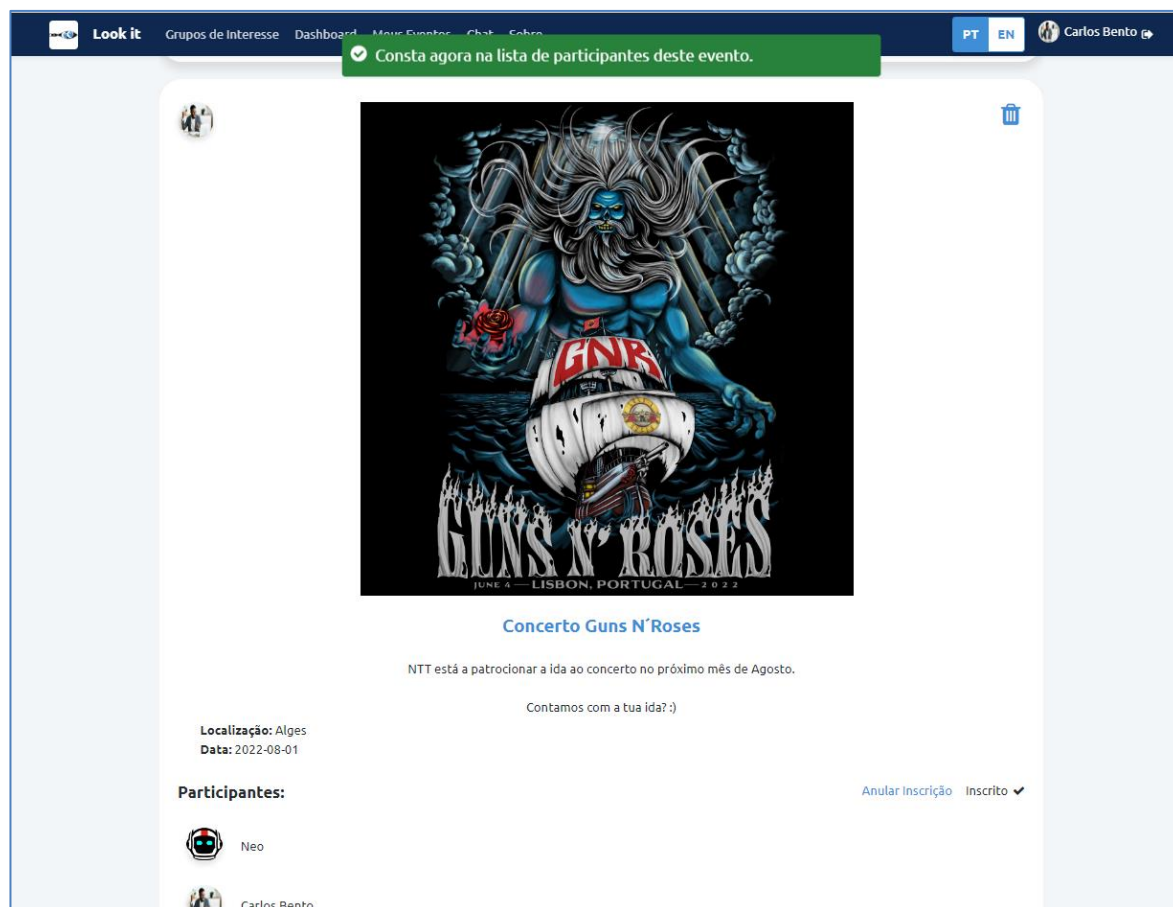 Look it Grupos de Interesse Dashboard Meus Eventos Chat Sobre PT EN Carlos Bento
Consta agora na lista de participantes deste evento.
GNR
GUNS N' ROSES
JUNE 4 — LISBON, PORTUGAL — 2022
Concerto Guns N´Roses
NTT está a patrocionar a ida ao concerto no próximo mês de Agosto.
Contamos com a tua ida? :)
Localização: Alges
Data: 2022-08-01
Participantes: Anular Inscrição Inscrito
Neo
Carlos Bento